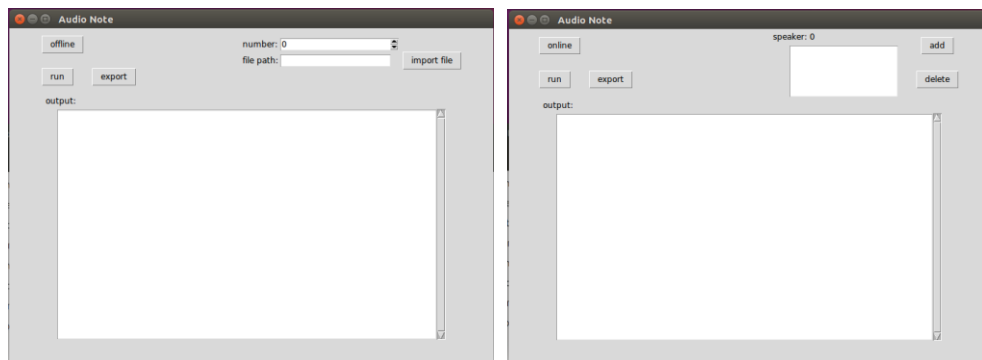 Audio Note
offline
number: 0
file path:
import file
run
export
output:
Audio Note
speaker: 0
online
add
run
export
delete
output: